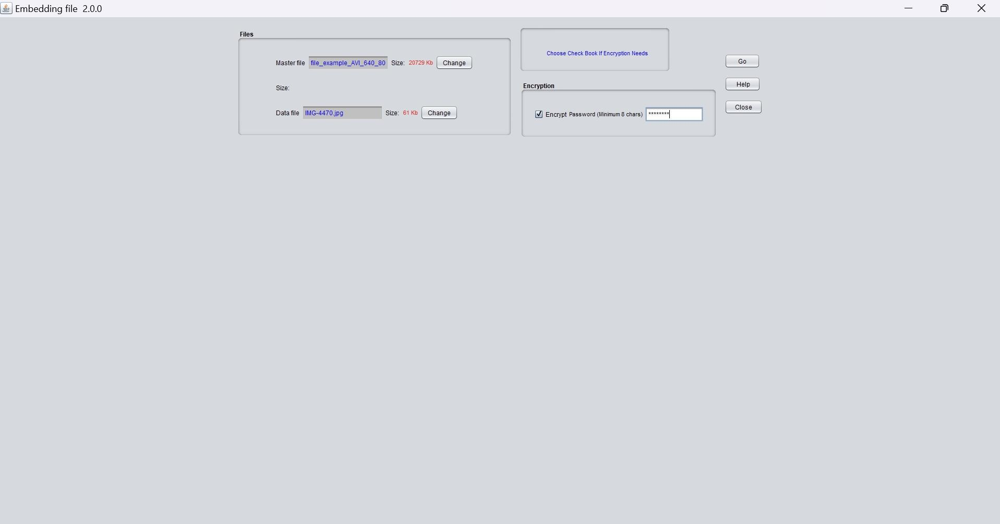 Embedding file 2.0.0
Files
Master file file_example_AVI_640_80 Size: 20729 Kb Change
Size:
Data file IMG-4470.jpg Size: 61 Kb Change
Choose Check Book If Encryption Needs
Encryption
Encrypt Password (Minimum 8 chars) ********
Go
Help
Close